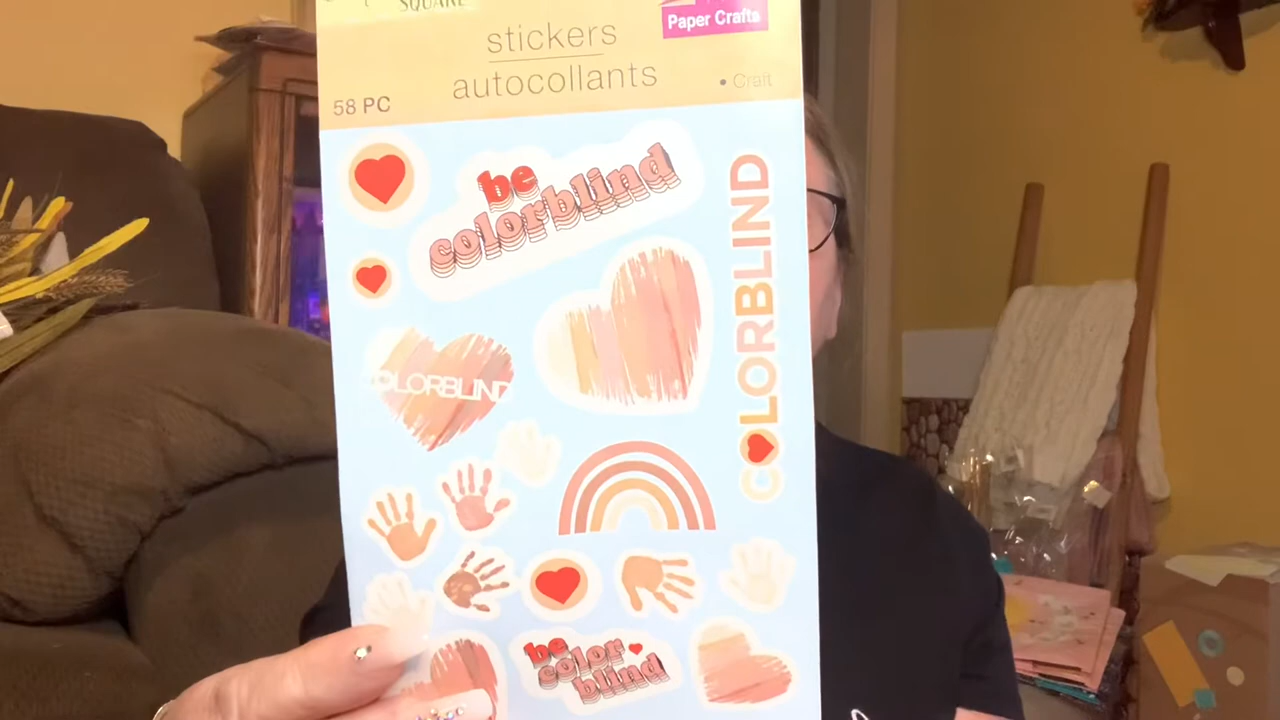 SQUARE
Paper Crafts
stickers
autocollants
58 PC
• Craft
be
colorblind
COLORBLIND
COLORBLIND
be
color
blind